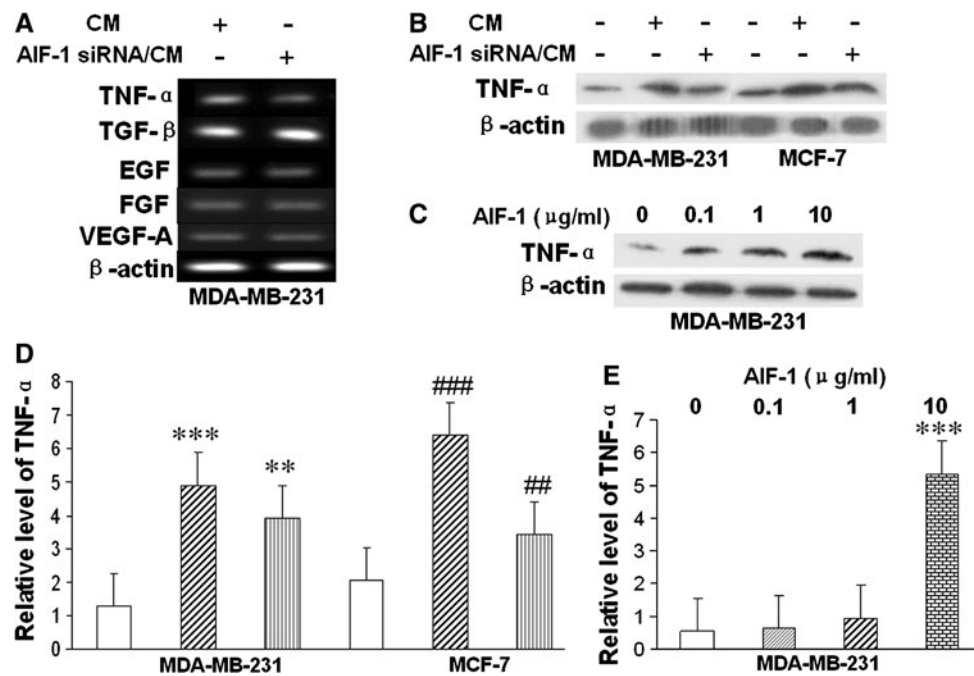 A
CM + -
AIF-1 siRNA/CM - +
TNF-α
TGF-β
EGF
FGF
VEGF-A
β-actin
MDA-MB-231
B
CM - + - - + -
AIF-1 siRNA/CM - - + - - +
TNF-α
β-actin
MDA-MB-231 MCF-7
C
AIF-1 (μg/ml) 0 0.1 1 10
TNF-α
β-actin
MDA-MB-231
D
Relative level of TNF-α
8
7
6
5
4
3
2
1
0
*** ** ### ##
MDA-MB-231 MCF-7
E
AIF-1 (μg/ml)
0 0.1 1 10
***
Relative level of TNF-α
7
6
5
4
3
2
1
0
MDA-MB-231